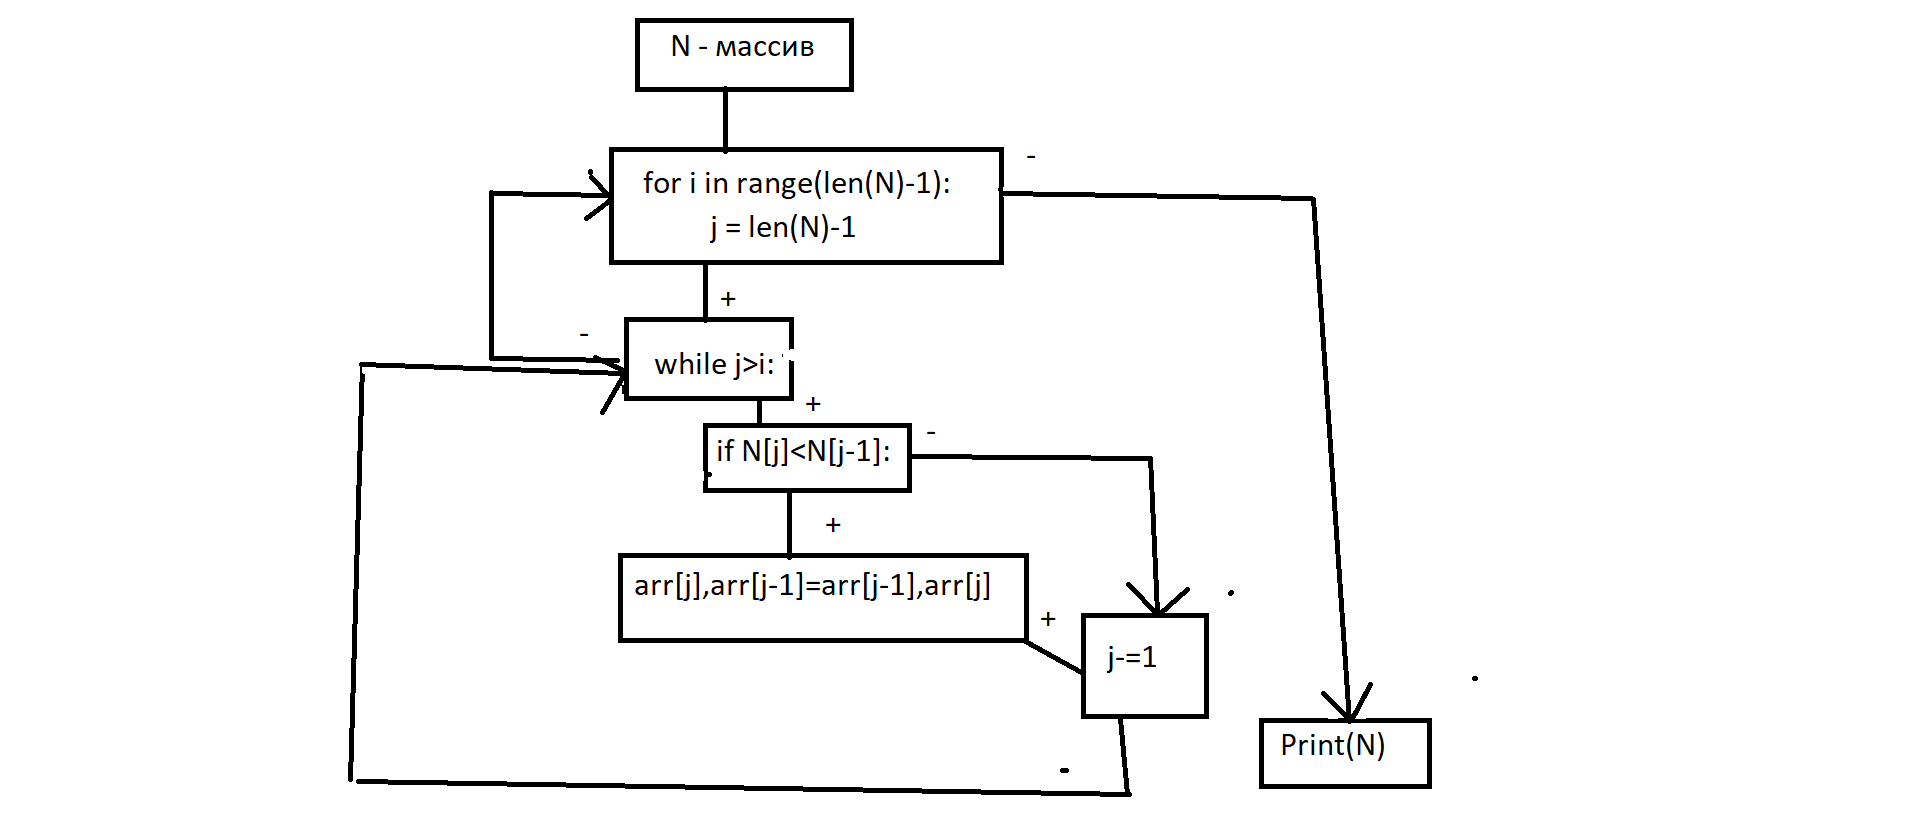 N - массив
-
for i in range(len(N)-1):
j = len(N)-1
+
-
while j>i:
+
-
if N[j]<N[j-1]:
+
arr[j],arr[j-1]=arr[j-1],arr[j]
+
j-=1
-
Print(N)